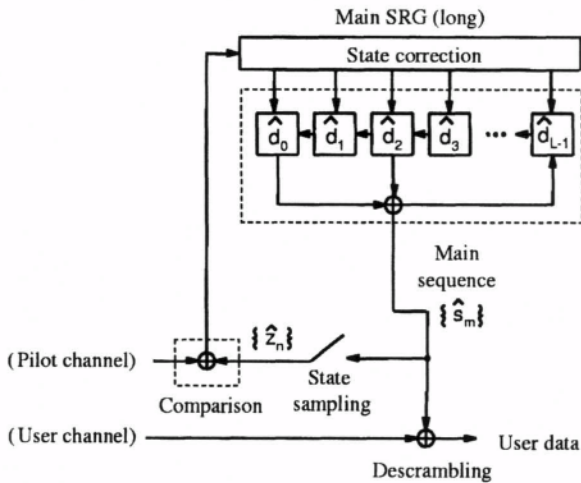 Main SRG (long)
State correction
d̂₀ d̂₁ d̂₂ d̂₃ ••• d̂L-1
Main
sequence
{ŝₘ}
{ẑₙ}
(Pilot channel)
State
sampling
Comparison
(User channel)
User data
Descrambling